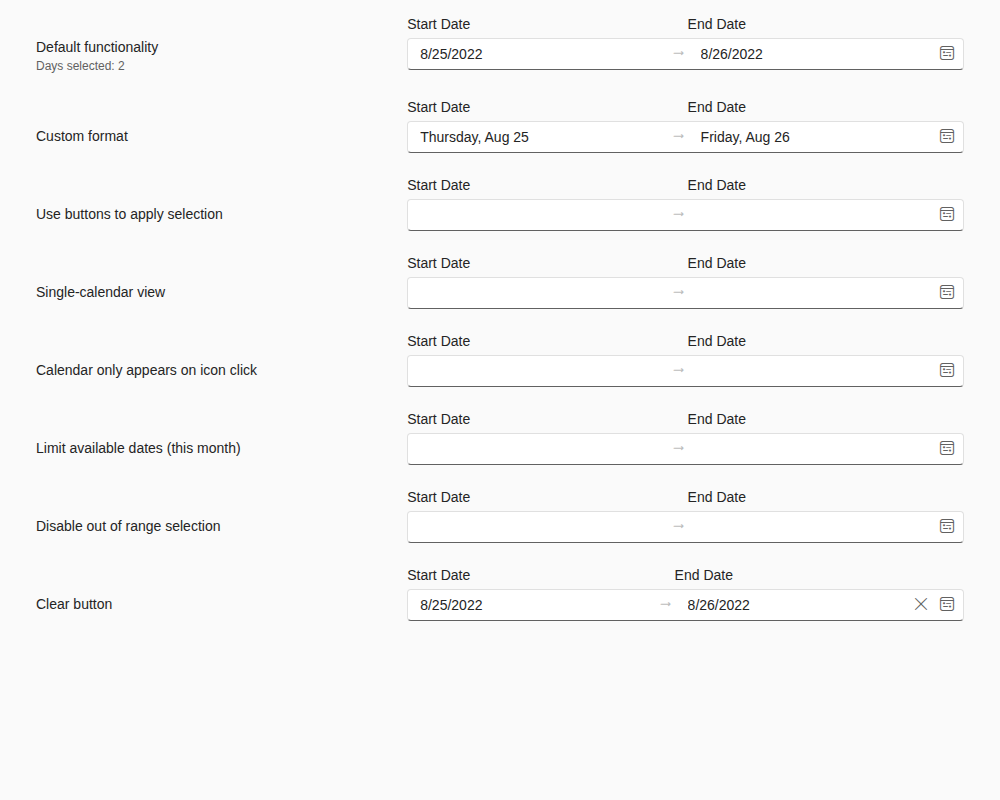 Start Date End Date
Default functionality
Days selected: 2
8/25/2022 → 8/26/2022
Start Date End Date
Custom format
Thursday, Aug 25 → Friday, Aug 26
Start Date End Date
Use buttons to apply selection
→
Start Date End Date
Single-calendar view
→
Start Date End Date
Calendar only appears on icon click
→
Start Date End Date
Limit available dates (this month)
→
Start Date End Date
Disable out of range selection
→
Start Date End Date
Clear button
8/25/2022 → 8/26/2022